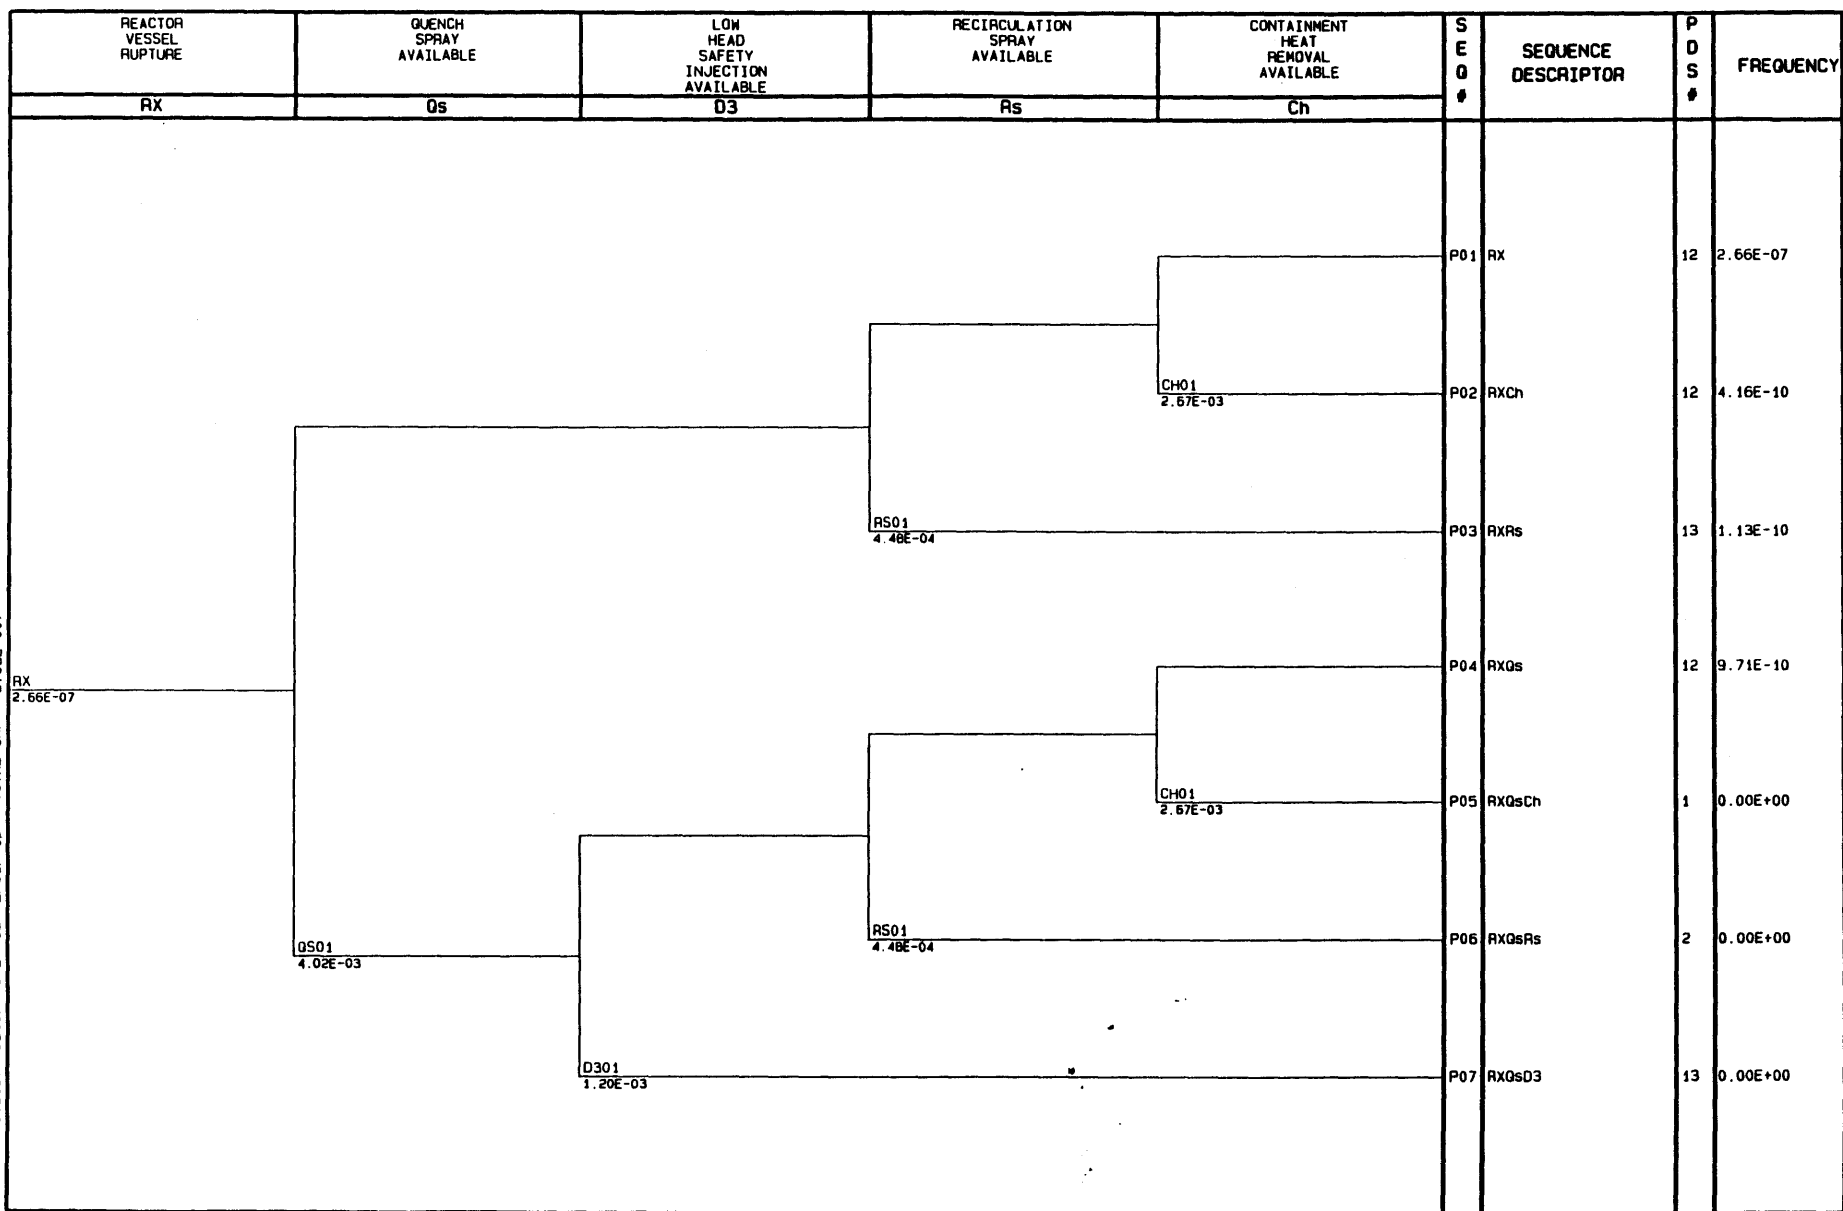 REACTOR
VESSEL
RUPTURE
QUENCH
SPRAY
AVAILABLE
LOW
HEAD
SAFETY
INJECTION
AVAILABLE
RECIRCULATION
SPRAY
AVAILABLE
CONTAINMENT
HEAT
REMOVAL
AVAILABLE
SEQ#
SEQUENCE
DESCRIPTOR
PDS#
FREQUENCY
RX
Qs
D3
Rs
Ch
P01 RX 12 2.66E-07
CH01
2.67E-03
P02 RXCh 12 4.16E-10
RS01
4.48E-04
P03 RXRs 13 1.13E-10
RX
2.66E-07
P04 RXQs 12 9.71E-10
CH01
2.67E-03
P05 RXQsCh 1 0.00E+00
RS01
4.48E-04
P06 RXQsRs 2 0.00E+00
QS01
4.02E-03
D301
1.20E-03
P07 RXQsD3 13 0.00E+00